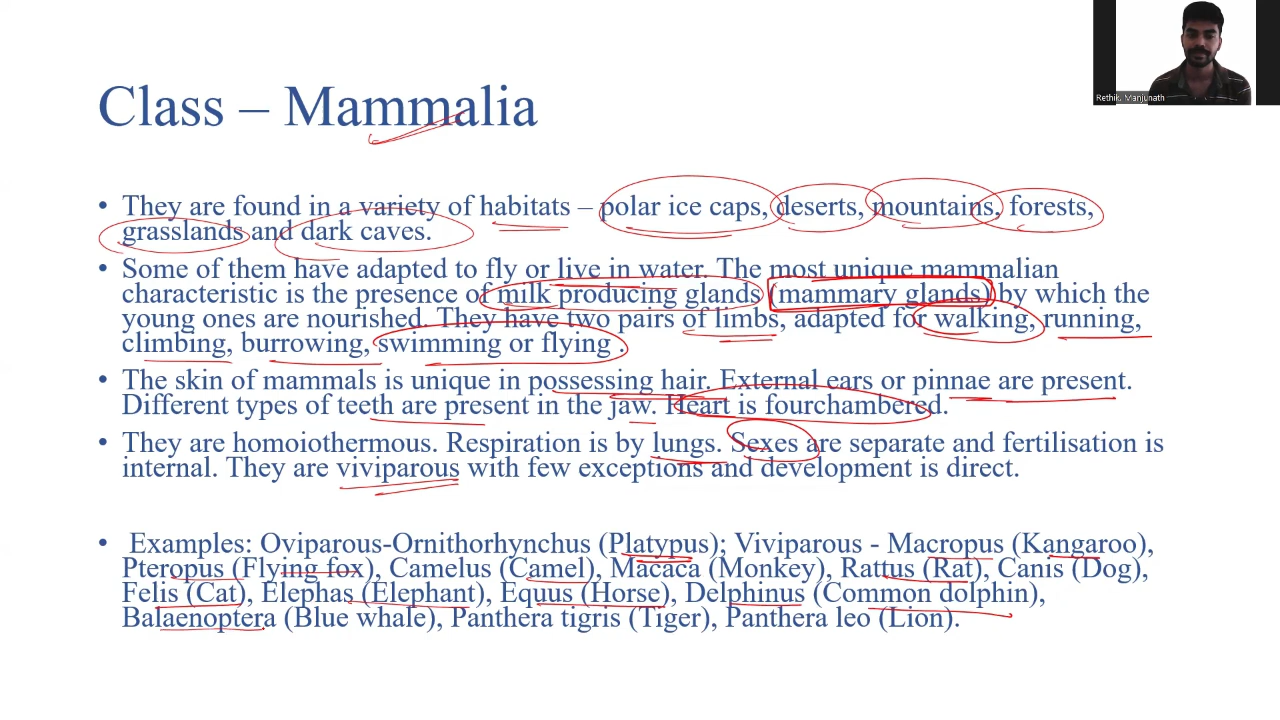 Rethik. Manjunath
Class – Mammalia
• They are found in a variety of habitats – polar ice caps, deserts, mountains, forests,
grasslands and dark caves.
• Some of them have adapted to fly or live in water. The most unique mammalian
characteristic is the presence of milk producing glands (mammary glands) by which the
young ones are nourished. They have two pairs of limbs, adapted for walking, running,
climbing, burrowing, swimming or flying .
• The skin of mammals is unique in possessing hair. External ears or pinnae are present.
Different types of teeth are present in the jaw. Heart is fourchambered.
• They are homoiothermous. Respiration is by lungs. Sexes are separate and fertilisation is
internal. They are viviparous with few exceptions and development is direct.
• Examples: Oviparous-Ornithorhynchus (Platypus); Viviparous - Macropus (Kangaroo),
Pteropus (Flying fox), Camelus (Camel), Macaca (Monkey), Rattus (Rat), Canis (Dog),
Felis (Cat), Elephas (Elephant), Equus (Horse), Delphinus (Common dolphin),
Balaenoptera (Blue whale), Panthera tigris (Tiger), Panthera leo (Lion).